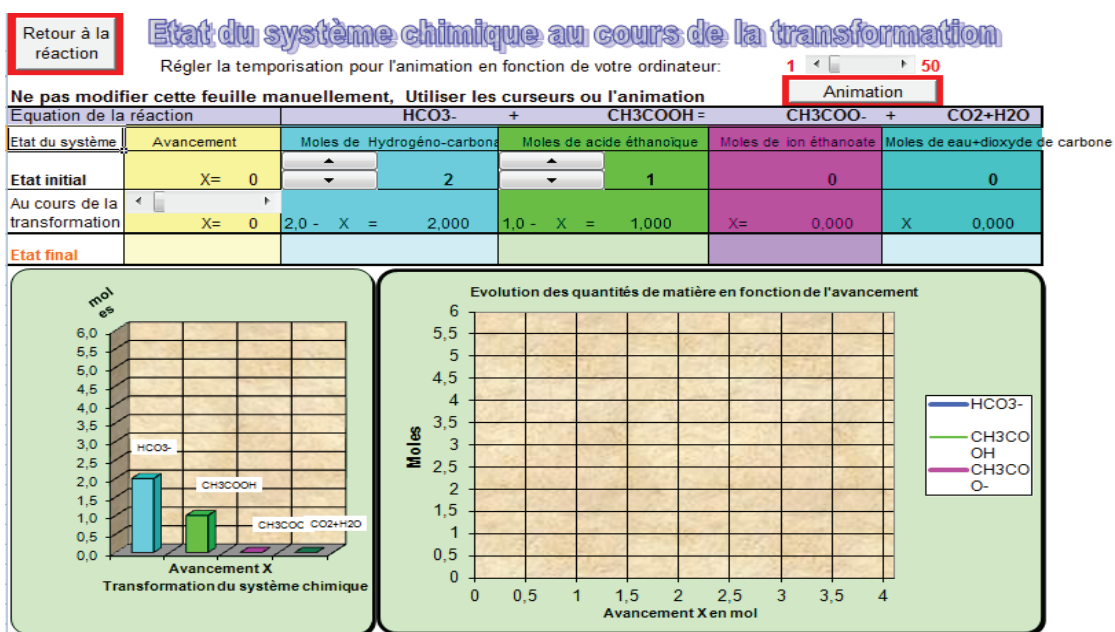 Retour à la
réaction
Etat du système chimique au cours de la transformation
Régler la temporisation pour l'animation en fonction de votre ordinateur: 1 50
Ne pas modifier cette feuille manuellement, Utiliser les curseurs ou l'animation
Animation
Equation de la réaction HCO3- + CH3COOH = CH3COO- + CO2+H2O
Etat du système Avancement Moles de Hydrogéno-carbona Moles de acide éthanoïque Moles de ion éthanoate Moles de eau+dioxyde de carbone
Etat initial X= 0 2 1 0 0
Au cours de la
transformation X= 0 2,0 - X = 2,000 1,0 - X = 1,000 X= 0,000 X 0,000
Etat final
mol
es
6,0
5,5
5,0
4,5
4,0
3,5
3,0
2,5
2,0
1,5
1,0
0,5
0,0
HCO3-
CH3COOH
CH3COC
CO2+H2O
Avancement X
Transformation du système chimique
Evolution des quantités de matière en fonction de l'avancement
Moles
6
5,5
5
4,5
4
3,5
3
2,5
2
1,5
1
0,5
0
0 0,5 1 1,5 2 2,5 3 3,5 4
Avancement X en mol
HCO3-
CH3CO
OH
CH3CO
O-